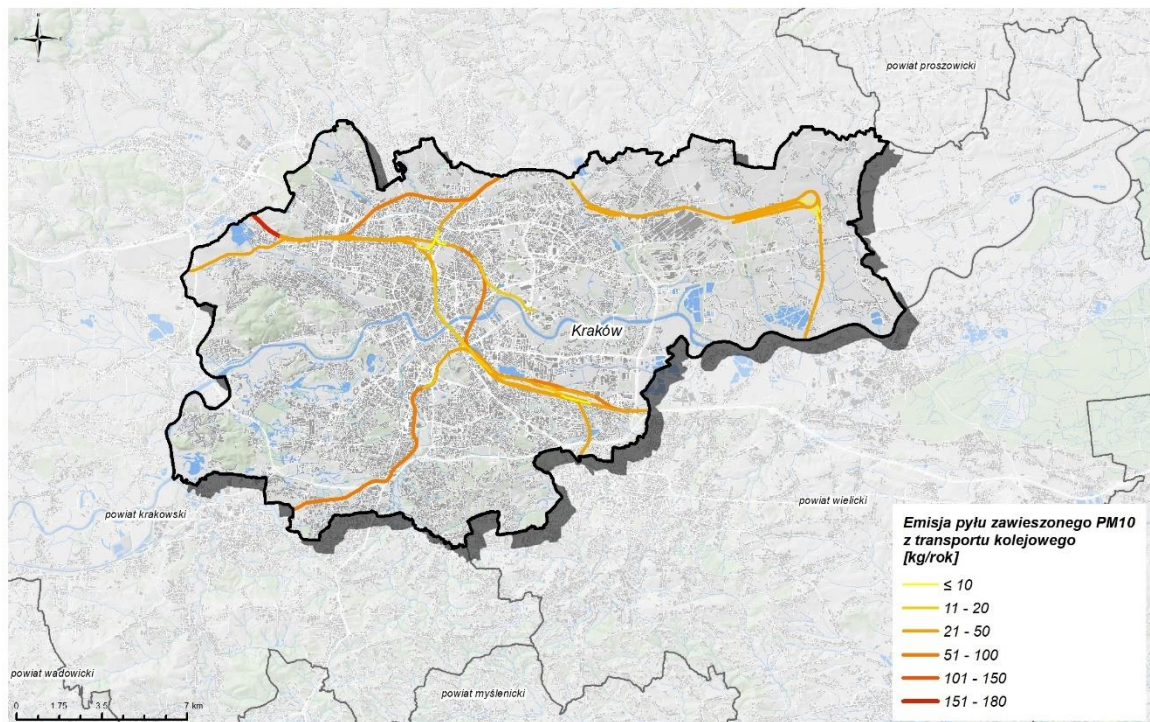 powiat proszowicki
Kraków
powiat krakowski
powiat wielicki
Emisja pyłu zawieszonego PM10
z transportu kolejowego
[kg/rok]
≤ 10
11 - 20
21 - 50
51 - 100
101 - 150
151 - 180
powiat wadowicki
powiat myślenicki
0 1.75 3.5 7 km